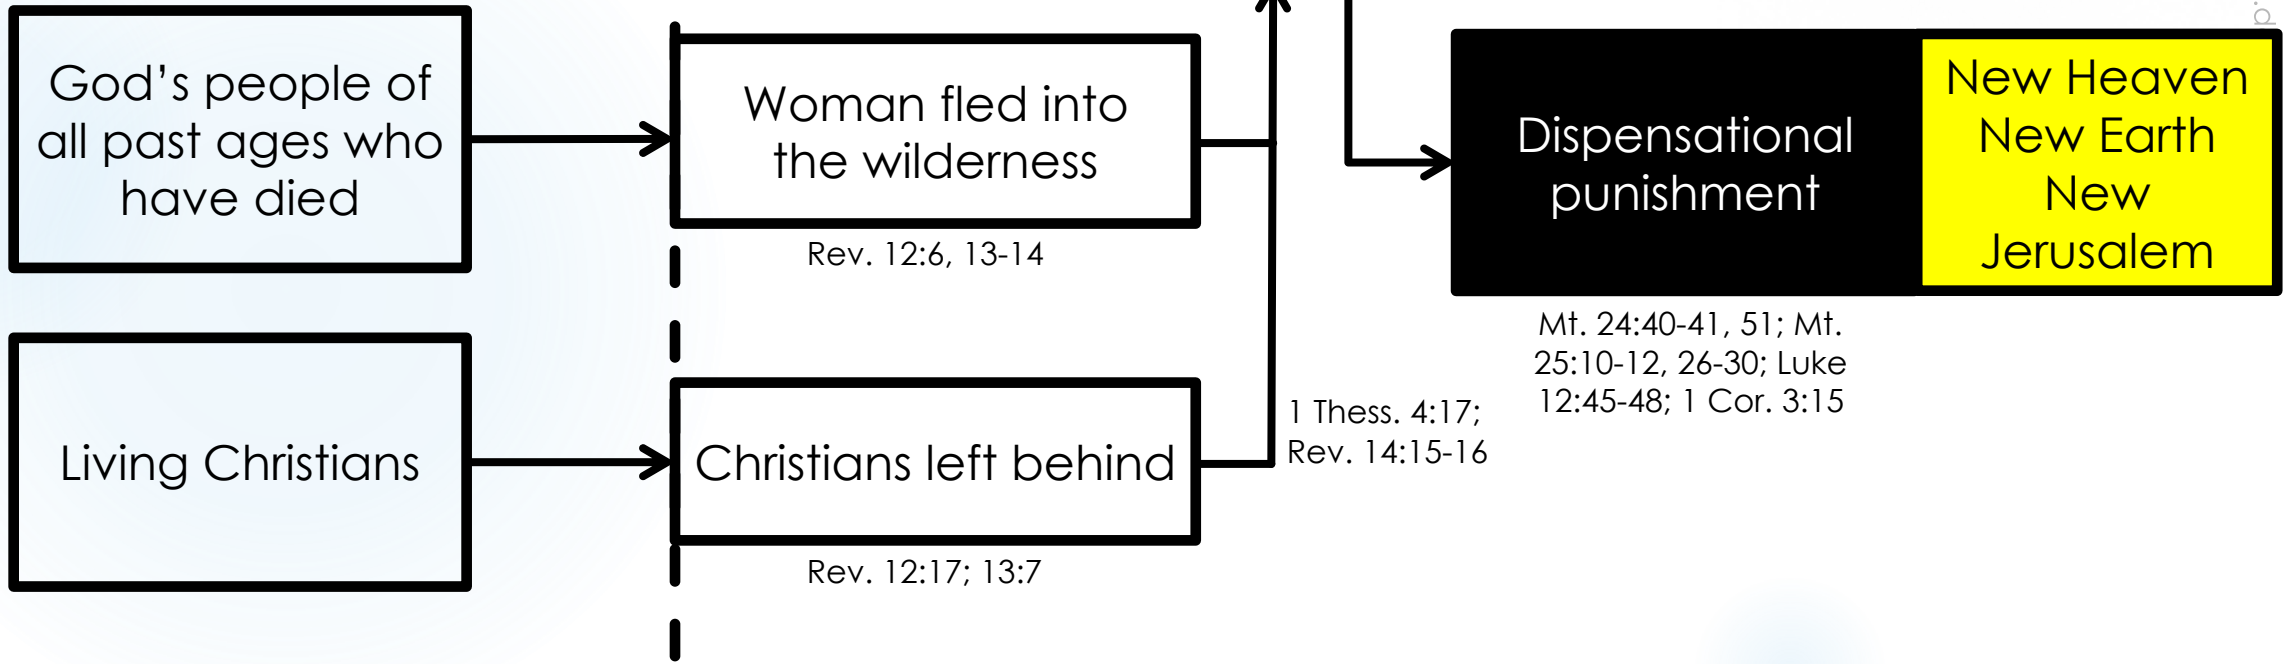 God’s people of
all past ages who
have died
Woman fled into
the wilderness
Rev. 12:6, 13-14
Dispensational
punishment
New Heaven
New Earth
New
Jerusalem
Mt. 24:40-41, 51; Mt.
25:10-12, 26-30; Luke
12:45-48; 1 Cor. 3:15
Living Christians
Christians left behind
Rev. 12:17; 13:7
1 Thess. 4:17;
Rev. 14:15-16